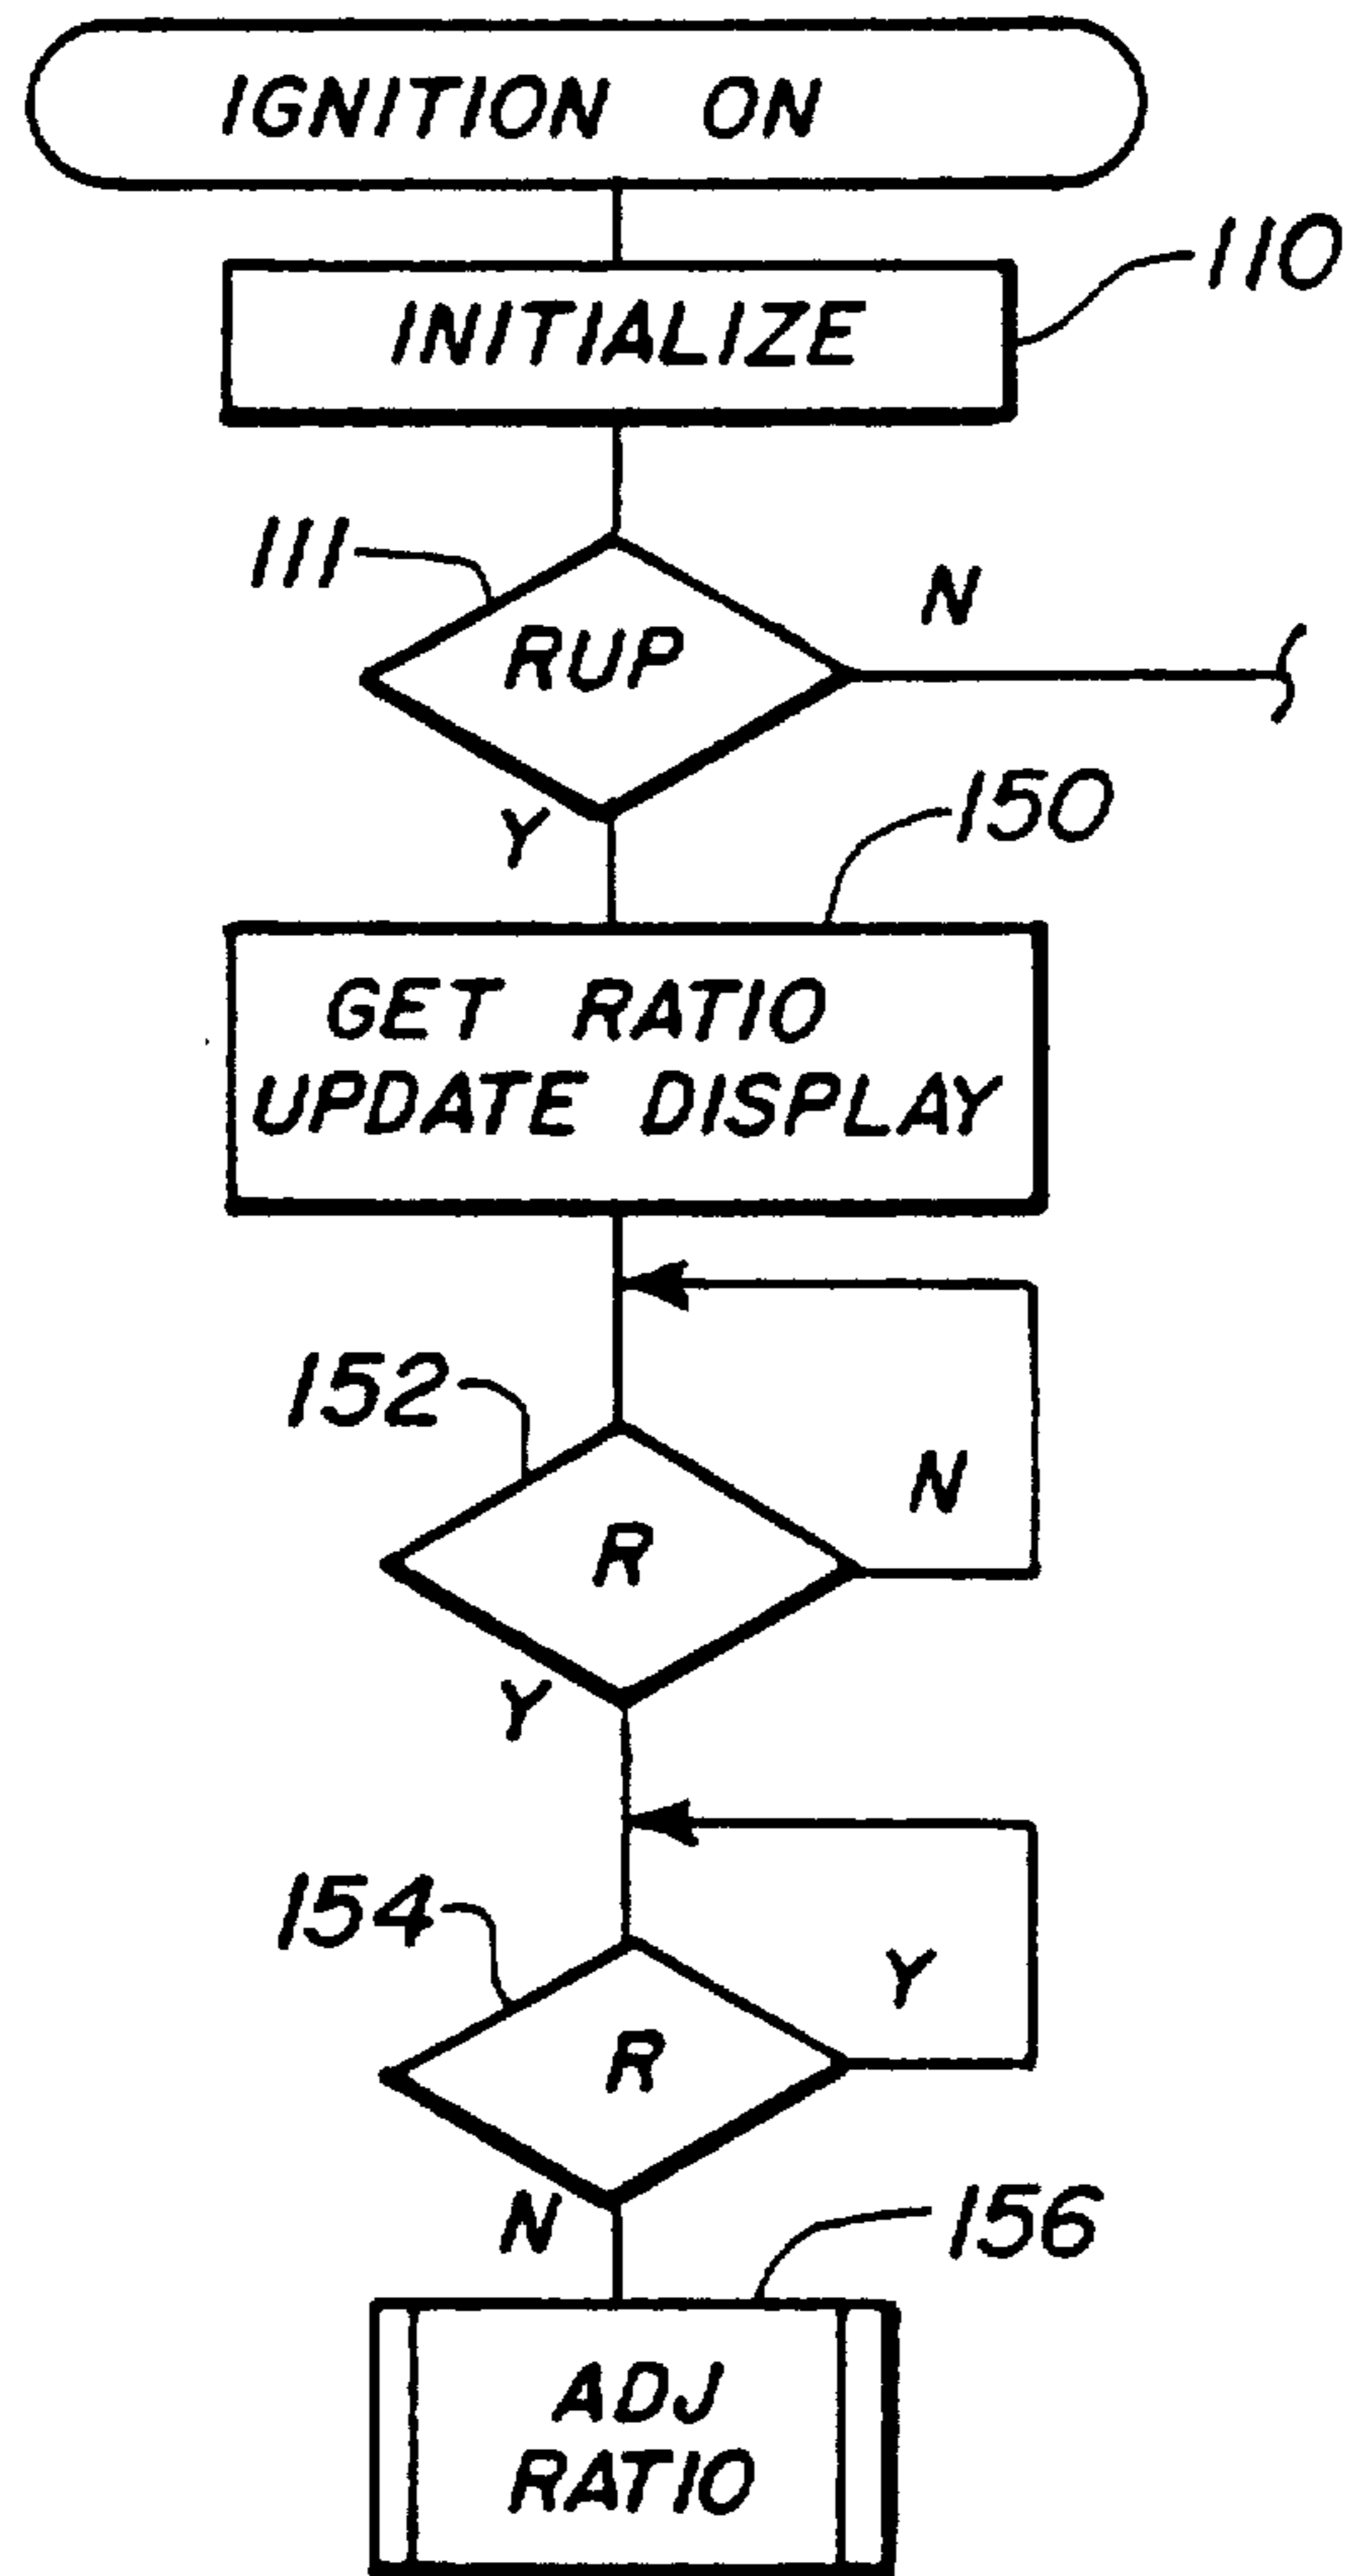 IGNITION ON
INITIALIZE
110
111
RUP
N
Y
150
GET RATIO
UPDATE DISPLAY
152
R
N
Y
154
R
Y
N
156
ADJ
RATIO